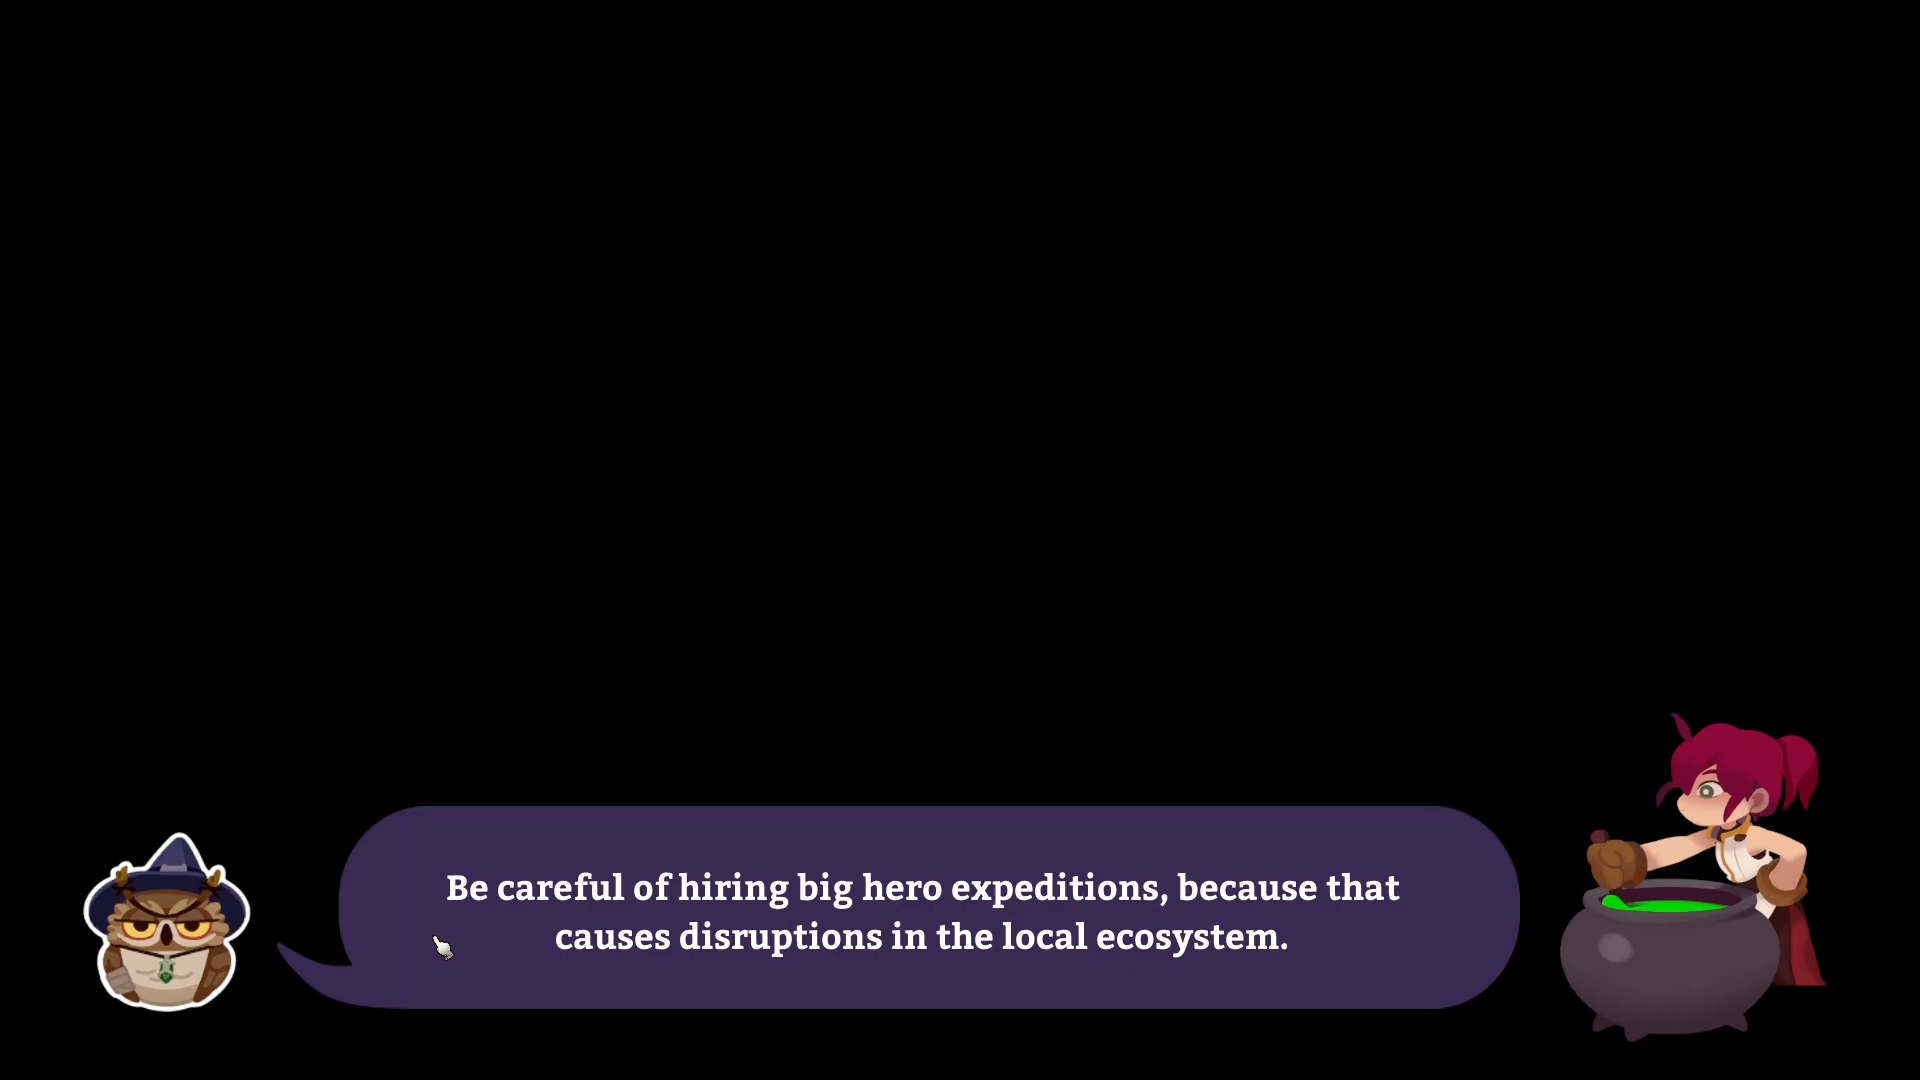 Be careful of hiring big hero expeditions, because that
causes disruptions in the local ecosystem.